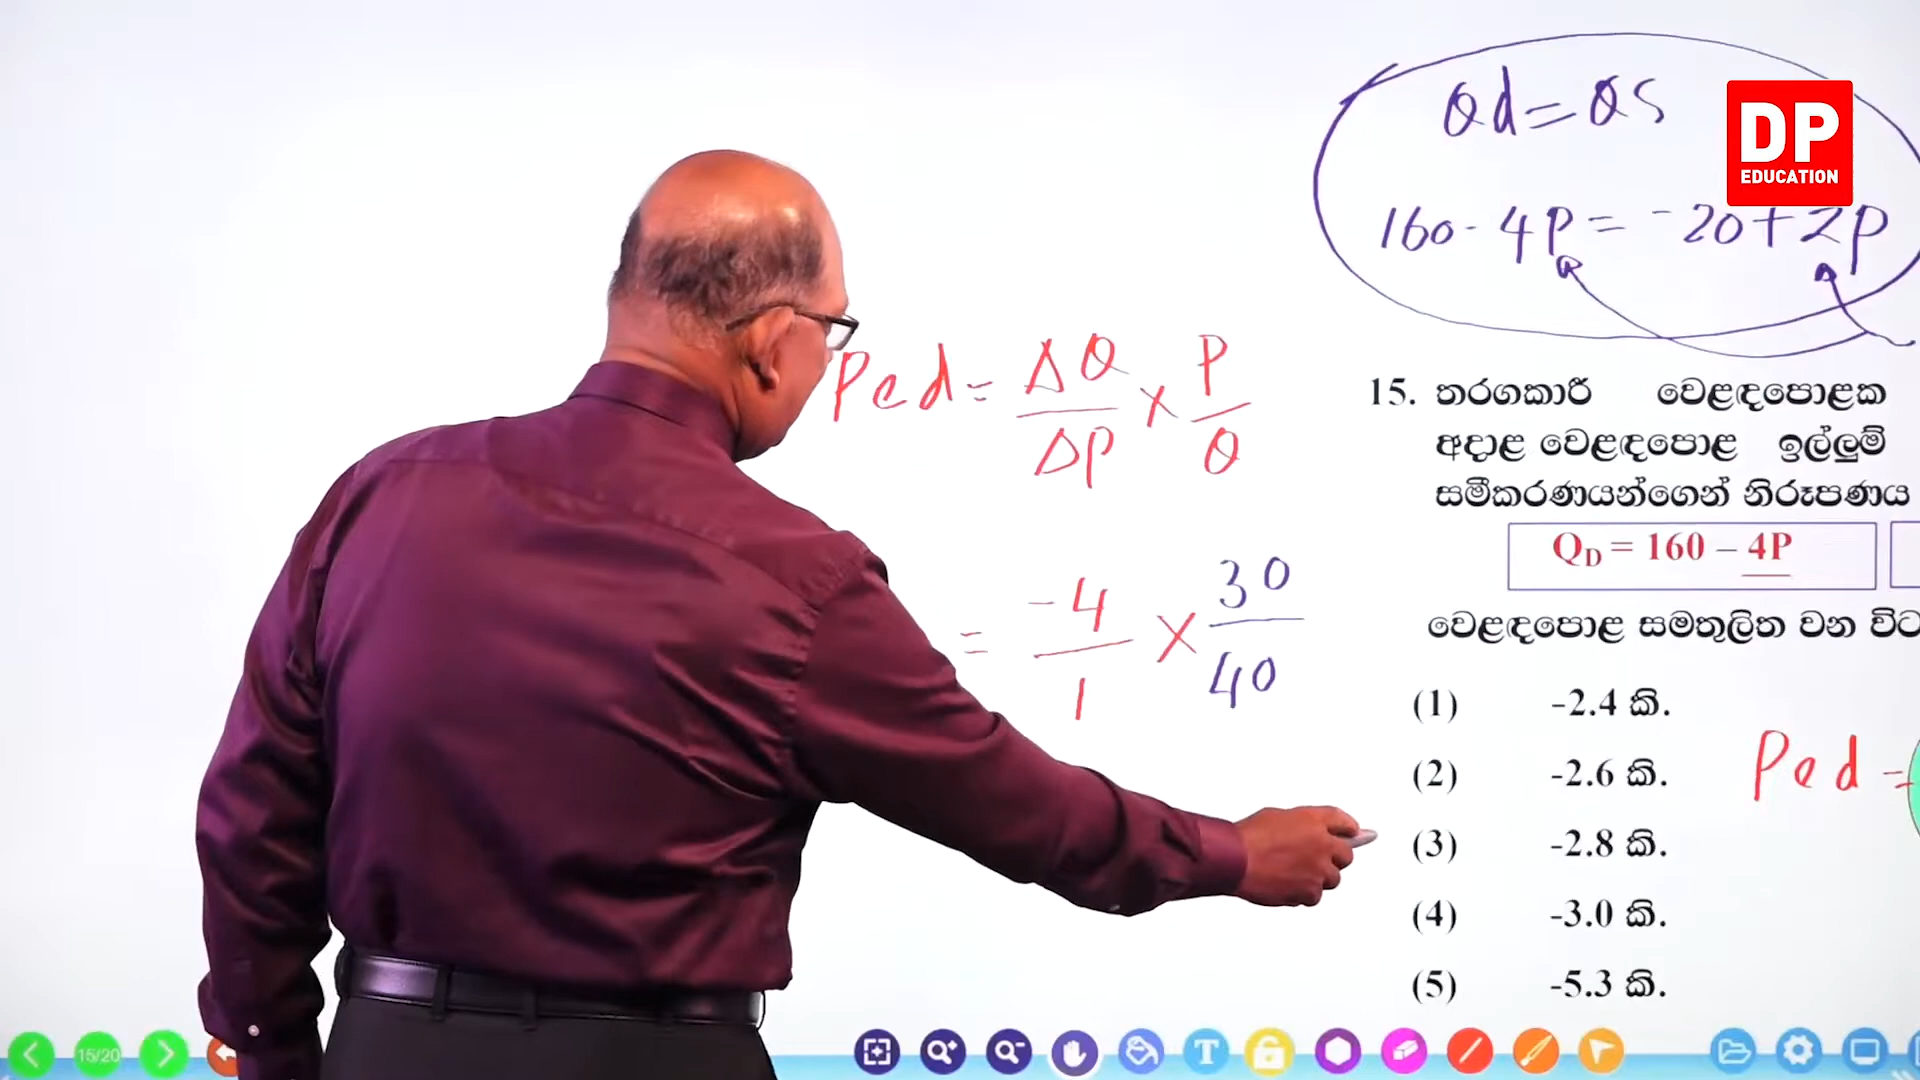 Qd = QS
DP
EDUCATION
160 - 4P = -20 + 2P
Ped = ΔQ/ΔP × P/Q
= -4/1 × 30/40
15. තරගකාරී වෙළඳපොළක
අදාළ වෙළඳපොළ ඉල්ලුම්
සමීකරණයන්ගෙන් නිරූපණය
Q_D = 160 – 4P
වෙළඳපොළ සමතුලිත වන විට
(1) -2.4 කි.
(2) -2.6 කි.
(3) -2.8 කි.
(4) -3.0 කි.
(5) -5.3 කි.
Ped =
15/20
T